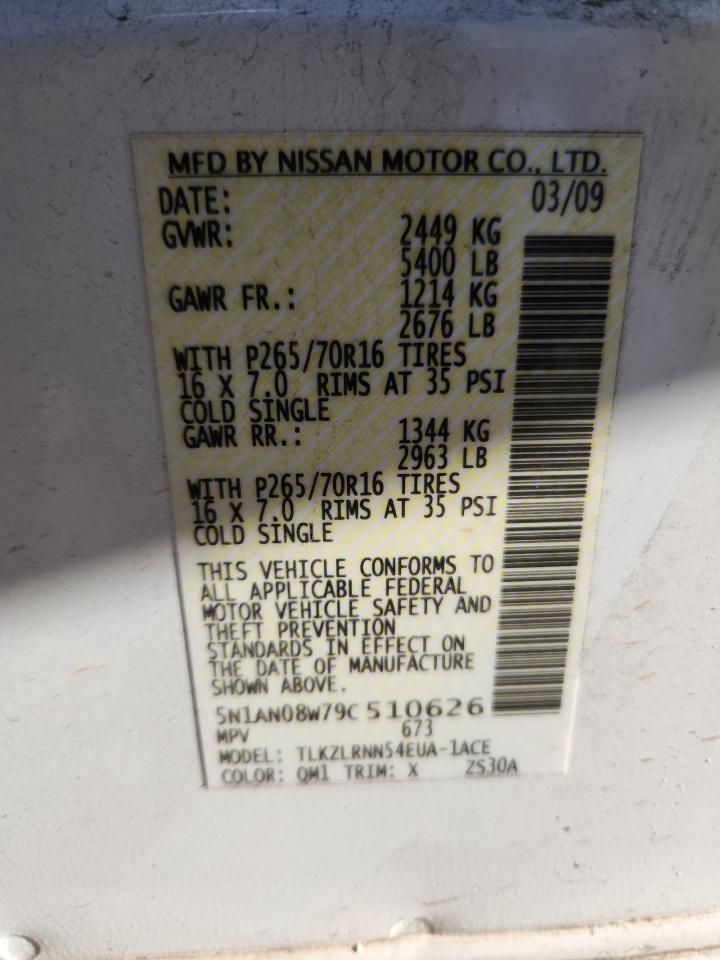 MFD BY NISSAN MOTOR CO., LTD.
DATE: 03/09
GVWR: 2449 KG
5400 LB
GAWR FR.: 1214 KG
2676 LB
WITH P265/70R16 TIRES
16 X 7.0 RIMS AT 35 PSI
COLD SINGLE
GAWR RR.: 1344 KG
2963 LB
WITH P265/70R16 TIRES
16 X 7.0 RIMS AT 35 PSI
COLD SINGLE
THIS VEHICLE CONFORMS TO
ALL APPLICABLE FEDERAL
MOTOR VEHICLE SAFETY AND
THEFT PREVENTION
STANDARDS IN EFFECT ON
THE DATE OF MANUFACTURE
SHOWN ABOVE.
5N1AN08W79C 510626
MPV 673
MODEL: TLKZLRNN54EUA-1ACE
COLOR: QM1 TRIM: X ZS30A